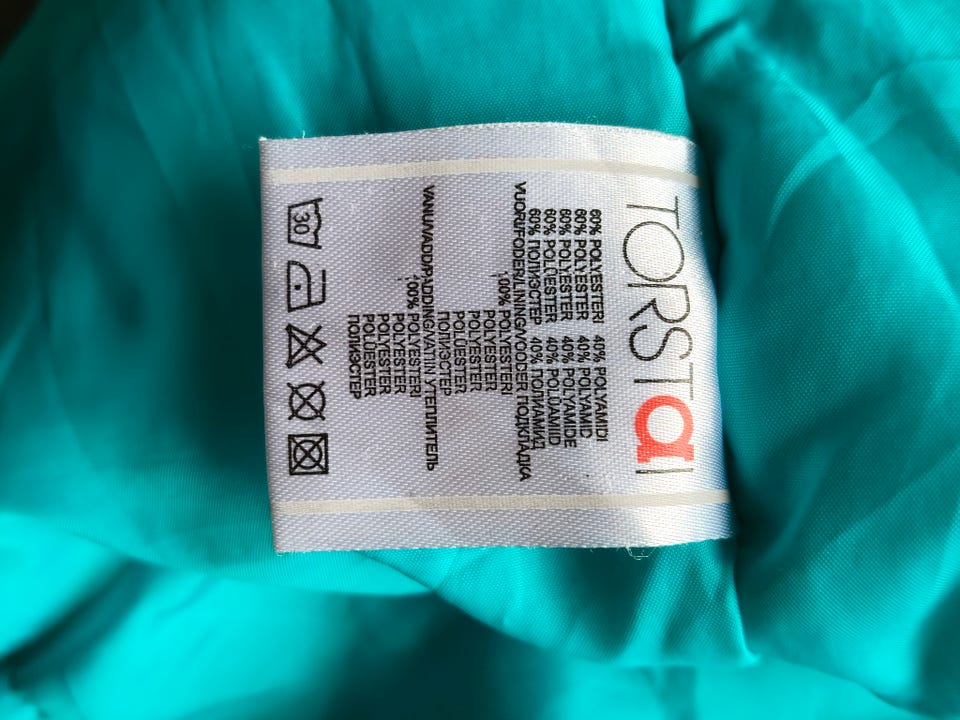 TORSTaI
60% POLYESTERI 40% POLYAMIDI
60% POLYESTER 40% POLYAMID
60% POLYESTER 40% POLYAMIDE
60% POLÜESTER 40% POLÜAMIID
60% ПОЛИЭСТЕР 40% ПОЛИАМИД
VUORI/FODER/LINING/VOODER ПОДКЛАДКА
100% POLYESTERI
POLYESTER
POLYESTER
POLÜESTER
ПОЛИЭСТЕР
VANU/VADD/PADDING/VATIIN УТЕПЛИТЕЛЬ
100% POLYESTERI
POLYESTER
POLYESTER
POLÜESTER
ПОЛИЭСТЕР
30